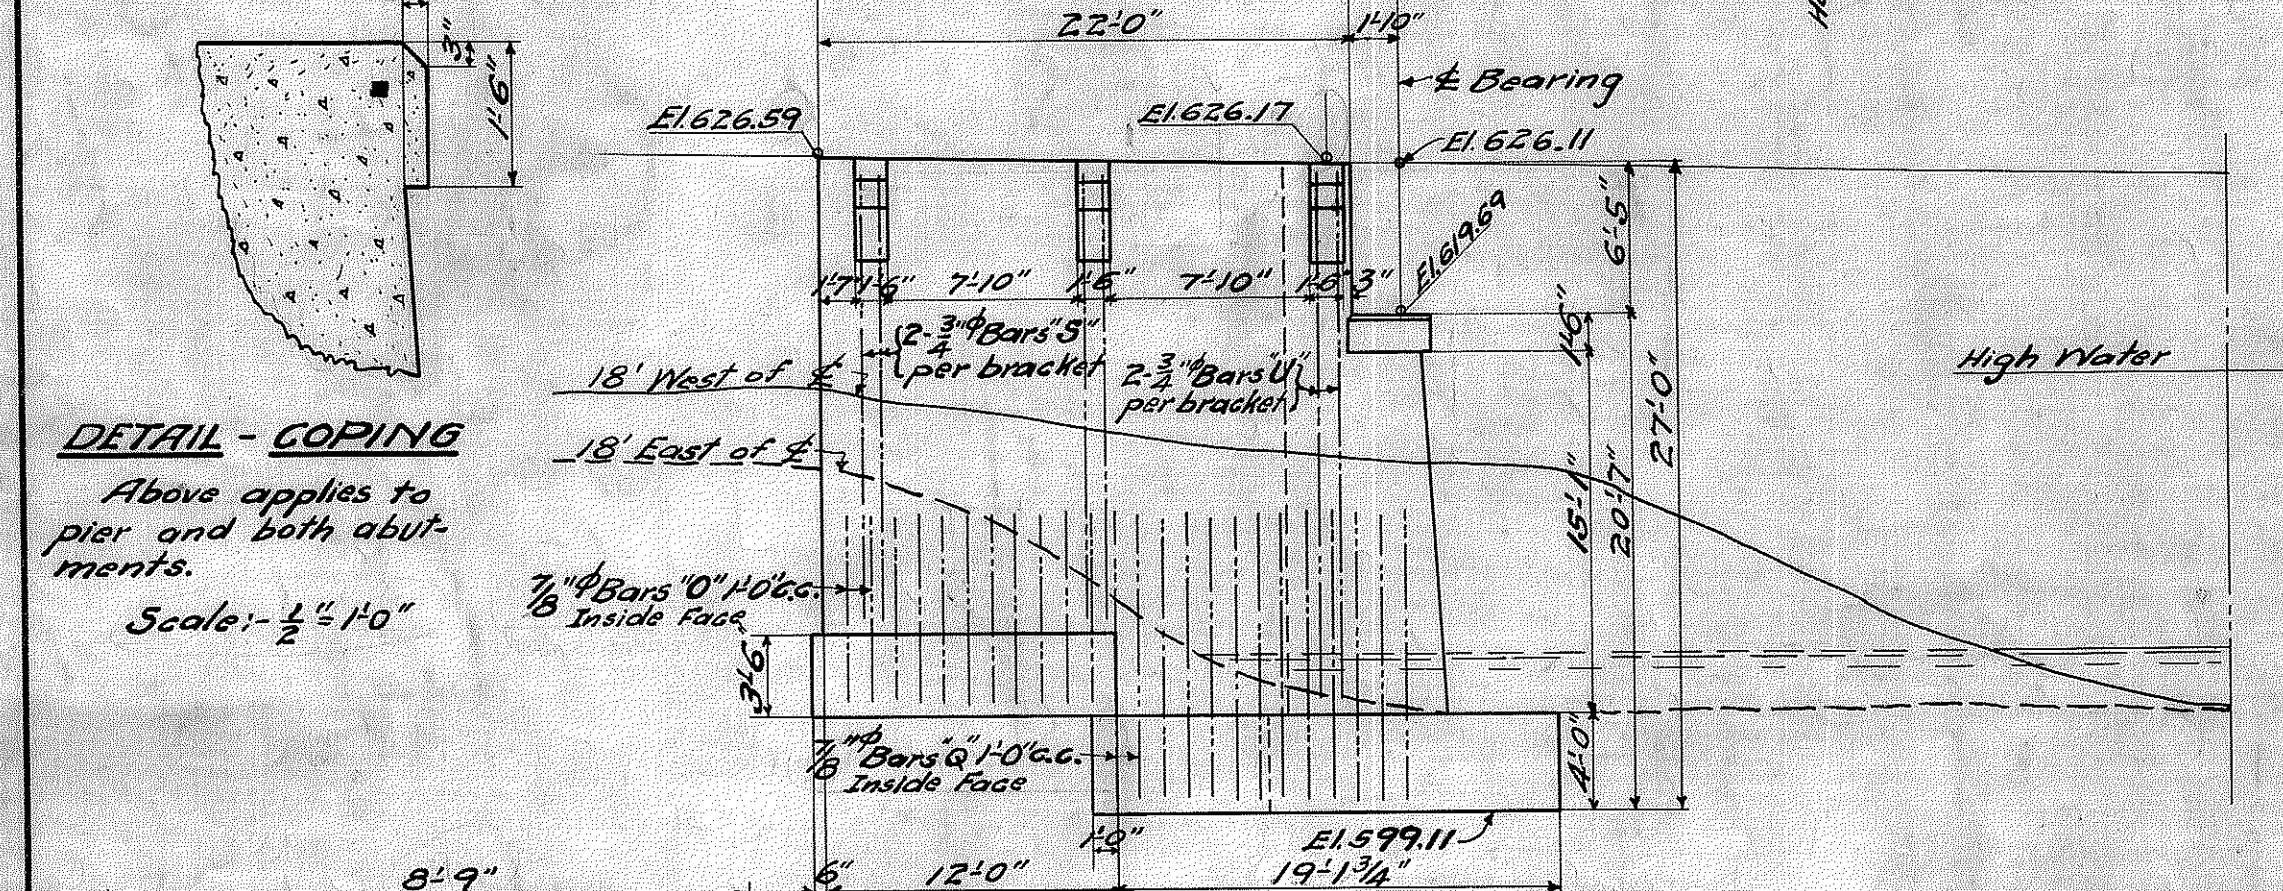 3"
1'-6"
DETAIL - COPING
Above applies to
pier and both abut-
ments.
Scale:- 1/2" = 1'-0"
8'-9"
22'-0"
1'-10"
℄ Bearing
El. 626.59
El. 626.17
El. 626.11
El. 619.69
1'-7"
1'-6"
7'-10"
1'-6"
7'-10"
1'-6"
3"
2-3/4"φ Bars "S"
per bracket
2-3/4"φ Bars "U"
per bracket
18' West of ℄
18' East of ℄
7/8"φ Bars "O" 1'-0" c.c.
Inside Face
3'-6"
7/8"φ Bars "Q" 1'-0" c.c.
Inside Face
6'-5"
1'-6"
15'-1"
20'-7"
27'-0"
4'-0"
High Water
1'-0"
El. 599.11
6"
12'-0"
19'-1 3/4"